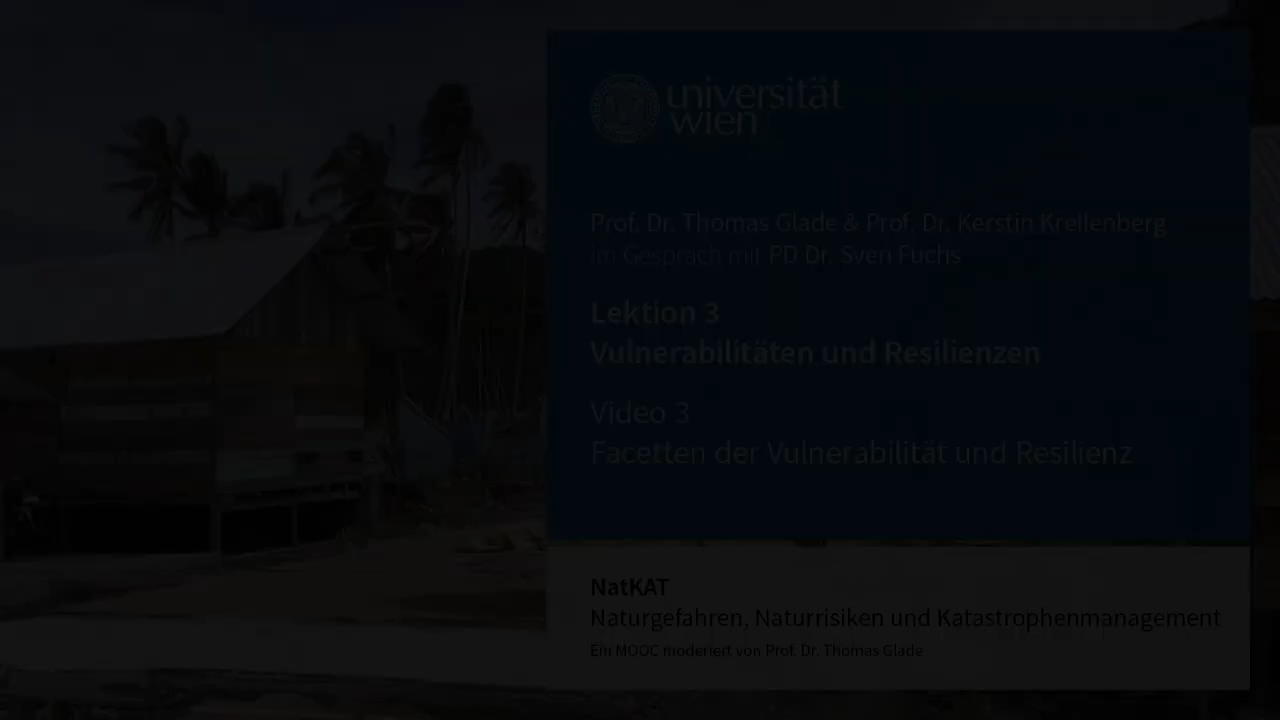 universität
wien
Prof. Dr. Thomas Glade & Prof. Dr. Kerstin Krellenberg
im Gespräch mit PD Dr. Sven Fuchs
Lektion 3
Vulnerabilitäten und Resilienzen
Video 3
Facetten der Vulnerabilität und Resilienz
NatKAT
Naturgefahren, Naturrisiken und Katastrophenmanagement
Ein MOOC moderiert von Prof. Dr. Thomas Glade